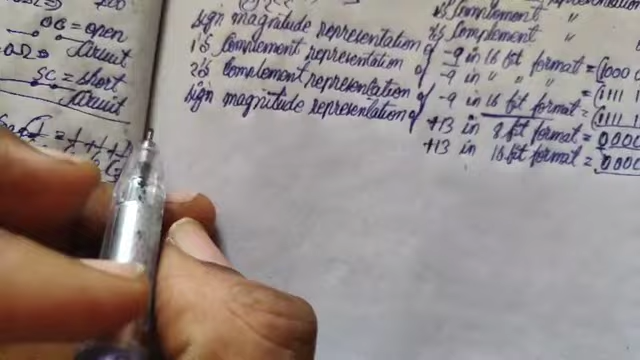 OC = open
circuit
SC = short
circuit
1's Complement "
2's Complement "
sign magnitude representation of -9 in 16 bit format = (1000
1's Complement representation of -9 in " " = (1111 1
2's Complement representation of -9 in 16 bit format = (1111 1
sign magnitude representation of +13 in 8 bit format = 0000
+13 in 16 bit format = 0000